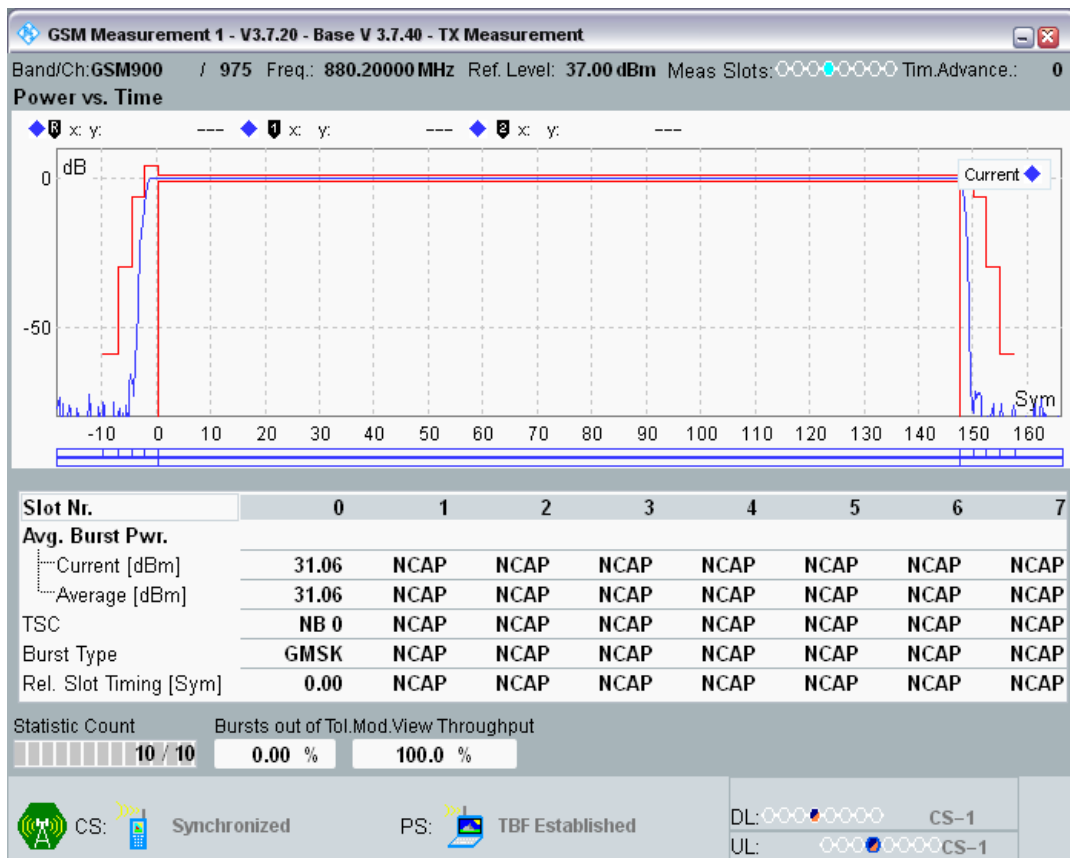 GSM Measurement 1 - V3.7.20 - Base V 3.7.40 - TX Measurement
Band/Ch:GSM900 / 975 Freq.: 880.20000 MHz Ref. Level: 37.00 dBm Meas Slots: Tim.Advance.: 0
Power vs. Time
R x: y: --- 1 x: y: --- 2 x: y: ---
dB
Current
0
-50
Sym
-10 0 10 20 30 40 50 60 70 80 90 100 110 120 130 140 150 160
Slot Nr. 0 1 2 3 4 5 6 7
Avg. Burst Pwr.
Current [dBm] 31.06 NCAP NCAP NCAP NCAP NCAP NCAP NCAP
Average [dBm] 31.06 NCAP NCAP NCAP NCAP NCAP NCAP NCAP
TSC NB 0 NCAP NCAP NCAP NCAP NCAP NCAP NCAP
Burst Type GMSK NCAP NCAP NCAP NCAP NCAP NCAP NCAP
Rel. Slot Timing [Sym] 0.00 NCAP NCAP NCAP NCAP NCAP NCAP NCAP
Statistic Count Bursts out of Tol.Mod.View Throughput
10 / 10 0.00 % 100.0 %
CS: Synchronized PS: TBF Established
DL: CS-1
UL: CS-1